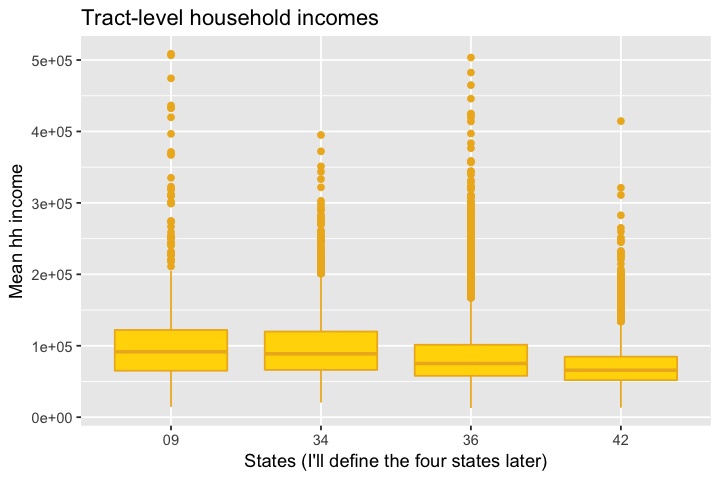 Tract-level household incomes
5e+05
4e+05
3e+05
2e+05
1e+05
0e+00
Mean hh income
09 34 36 42
States (I'll define the four states later)